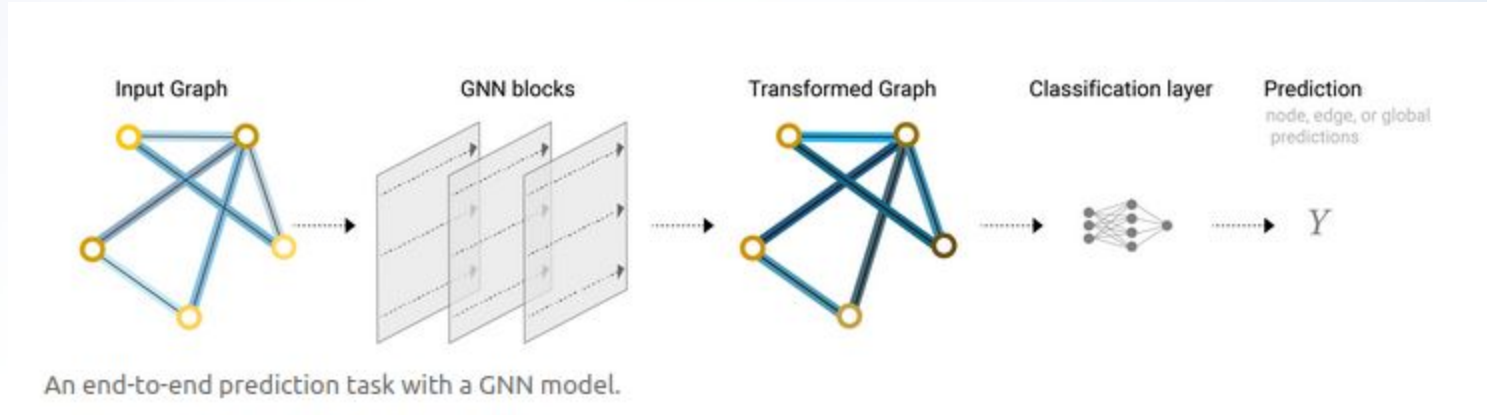 Input Graph
GNN blocks
Transformed Graph
Classification layer
Prediction
node, edge, or global
predictions
Y
An end-to-end prediction task with a GNN model.